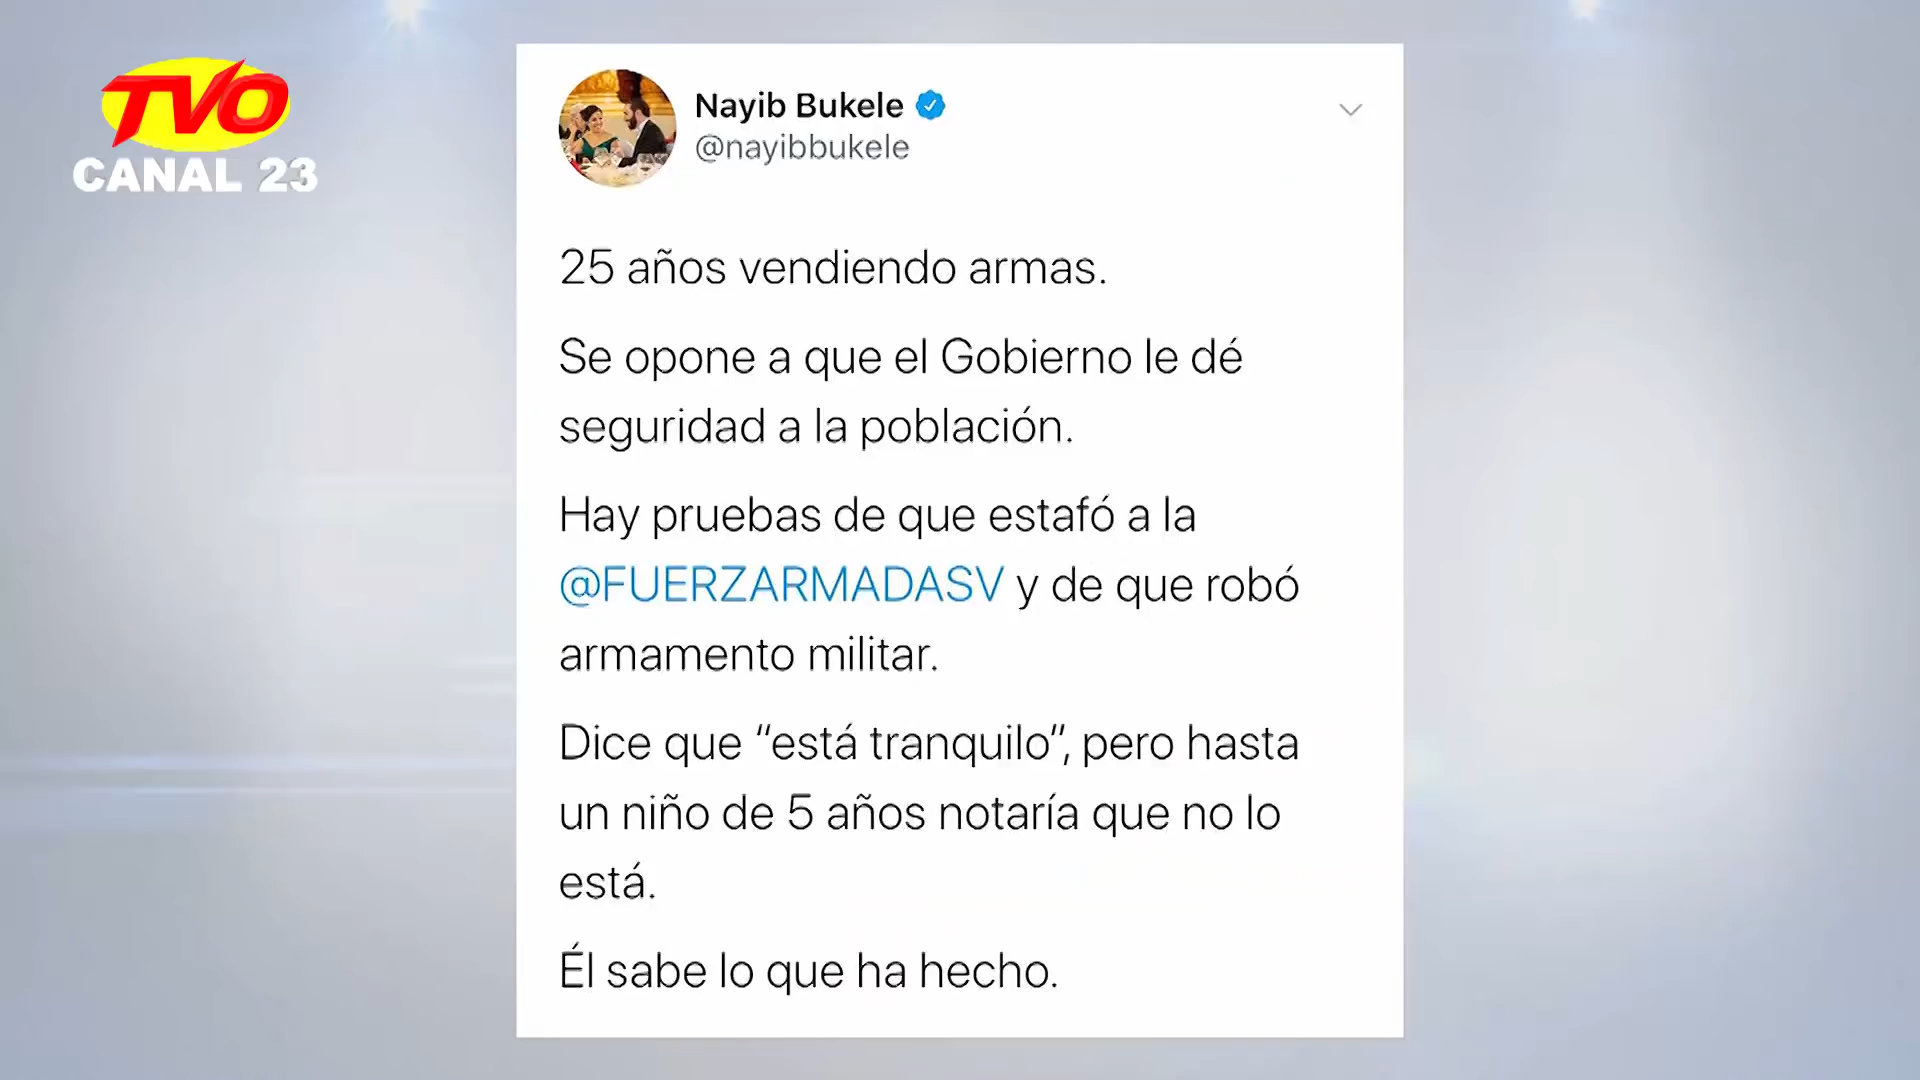 TVO
CANAL 23
Nayib Bukele
@nayibbukele
25 años vendiendo armas.
Se opone a que el Gobierno le dé
seguridad a la población.
Hay pruebas de que estafó a la
@FUERZARMADASV y de que robó
armamento militar.
Dice que “está tranquilo”, pero hasta
un niño de 5 años notaría que no lo
está.
Él sabe lo que ha hecho.